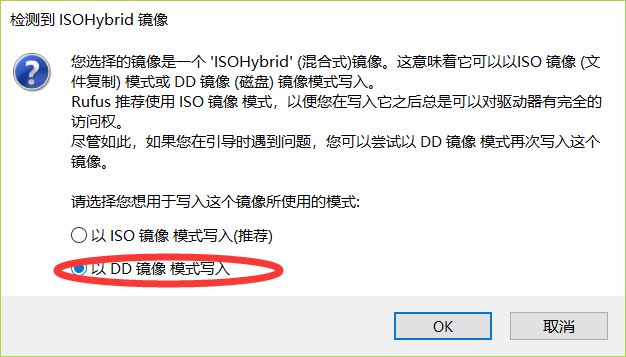 检测到 ISOHybrid 镜像
您选择的镜像是一个 'ISOHybrid' (混合式)镜像。这意味着它可以以ISO 镜像 (文
件复制) 模式或 DD 镜像 (磁盘) 镜像模式写入。
Rufus 推荐使用 ISO 镜像 模式，以便您在写入它之后总是可以对驱动器有完全的
访问权。
尽管如此，如果您在引导时遇到问题，您可以尝试以 DD 镜像 模式再次写入这个
镜像。
请选择您想用于写入这个镜像所使用的模式:
以 ISO 镜像 模式写入(推荐)
以 DD 镜像 模式写入
OK
取消